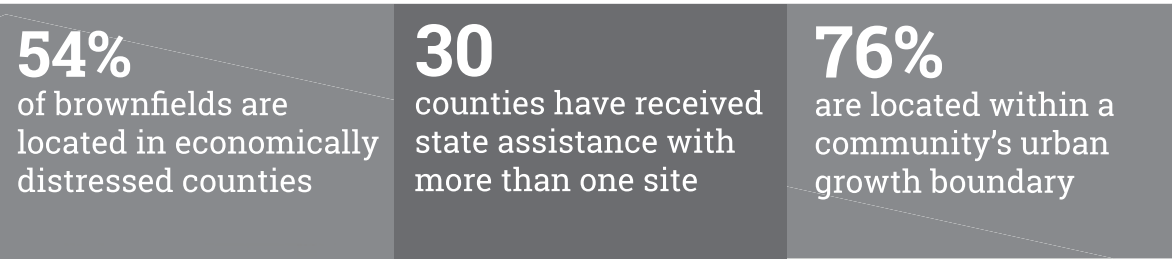 54%
of brownfields are
located in economically
distressed counties
30
counties have received
state assistance with
more than one site
76%
are located within a
community’s urban
growth boundary